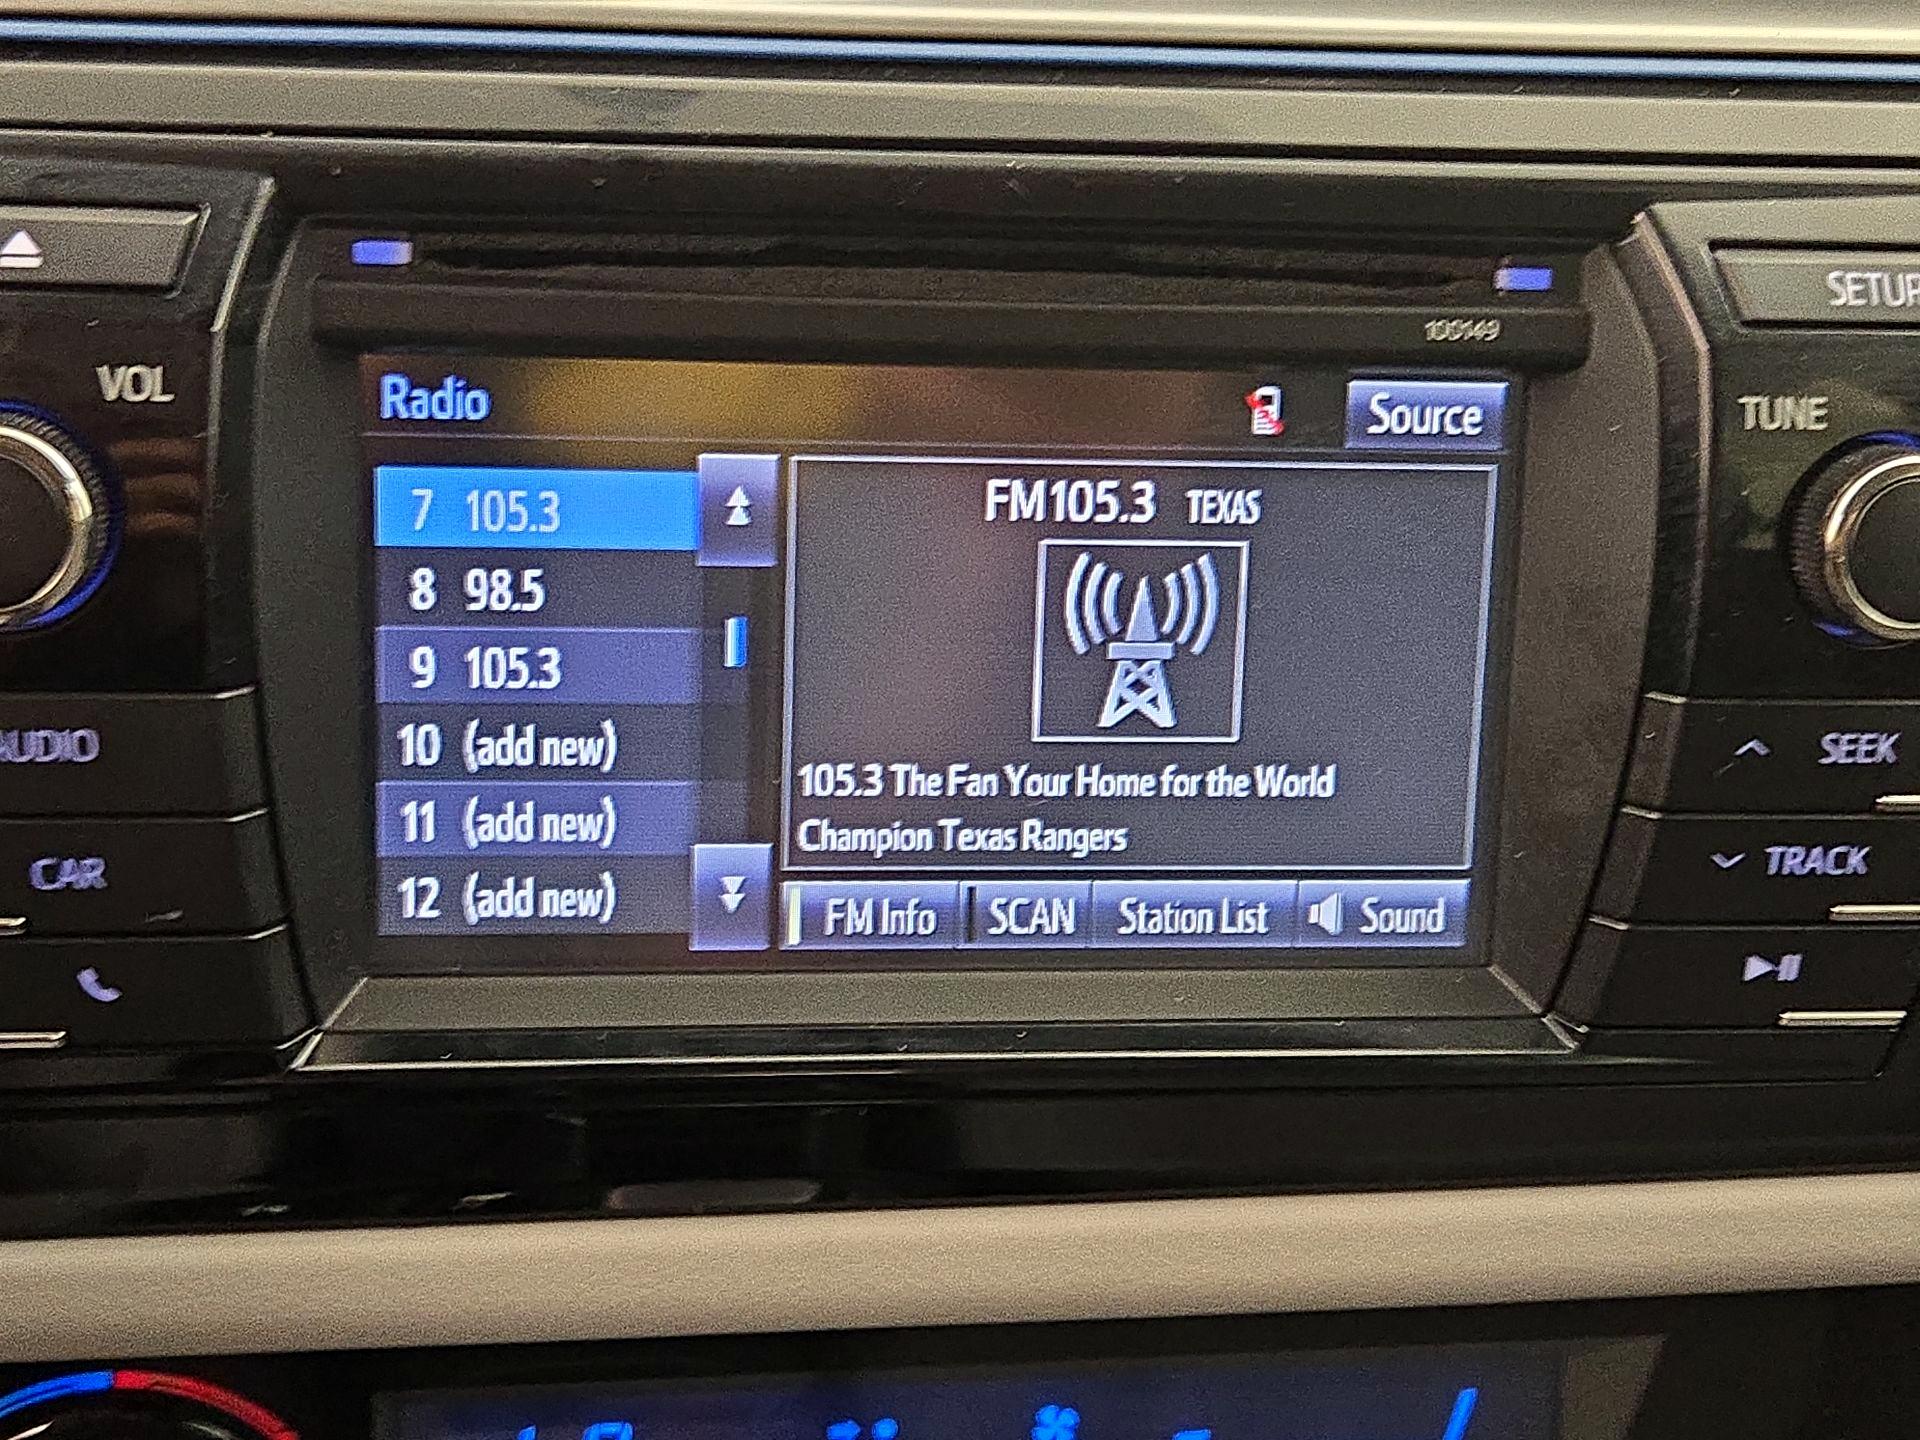 100149
SETUP
VOL
Radio
Source
TUNE
7 105.3
FM105.3 TEXAS
8 98.5
9 105.3
10 (add new)
11 (add new)
12 (add new)
105.3 The Fan Your Home for the World
Champion Texas Rangers
FM Info
SCAN
Station List
Sound
AUDIO
CAR
SEEK
TRACK